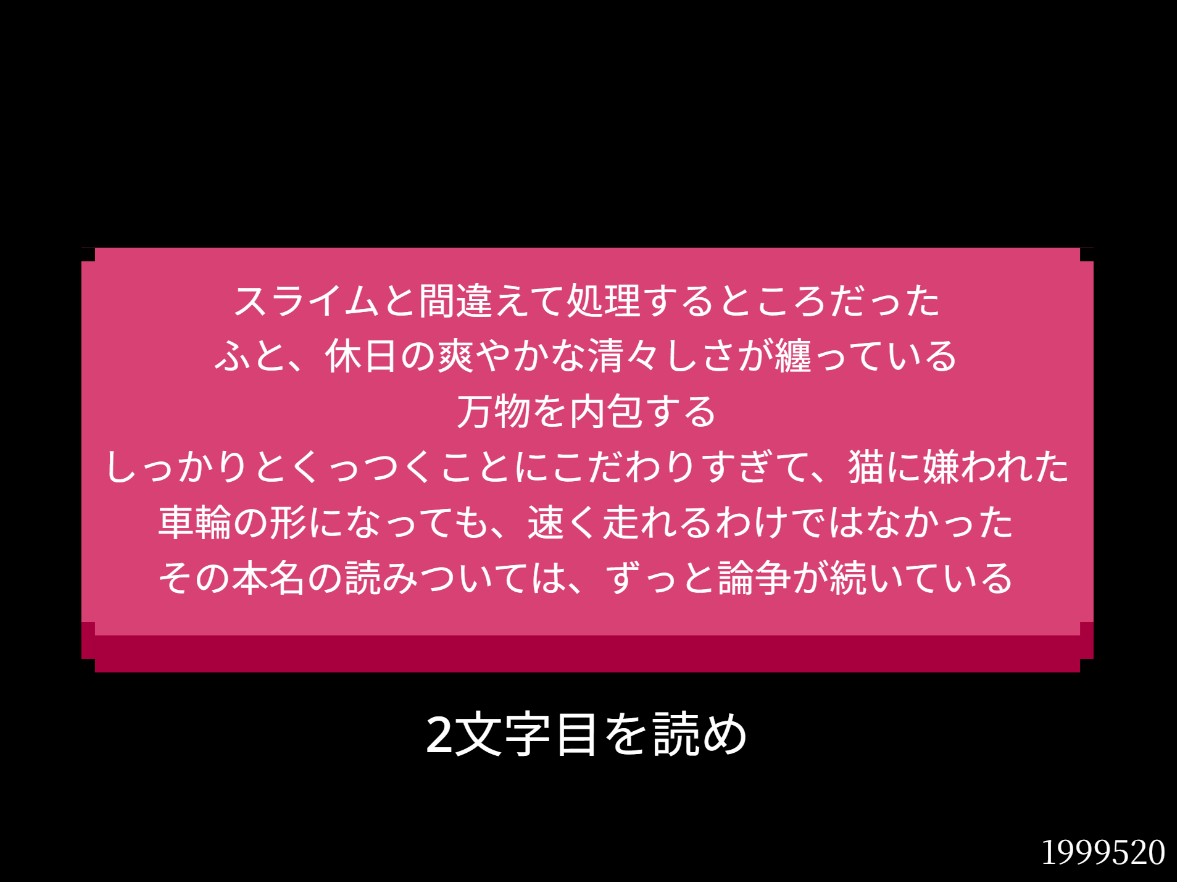 スライムと間違えて処理するところだった
ふと、休日の爽やかな清々しさが纏っている
万物を内包する
しっかりとくっつくことにこだわりすぎて、猫に嫌われた
車輪の形になっても、速く走れるわけではなかった
その本名の読みついては、ずっと論争が続いている
2文字目を読め
1999520